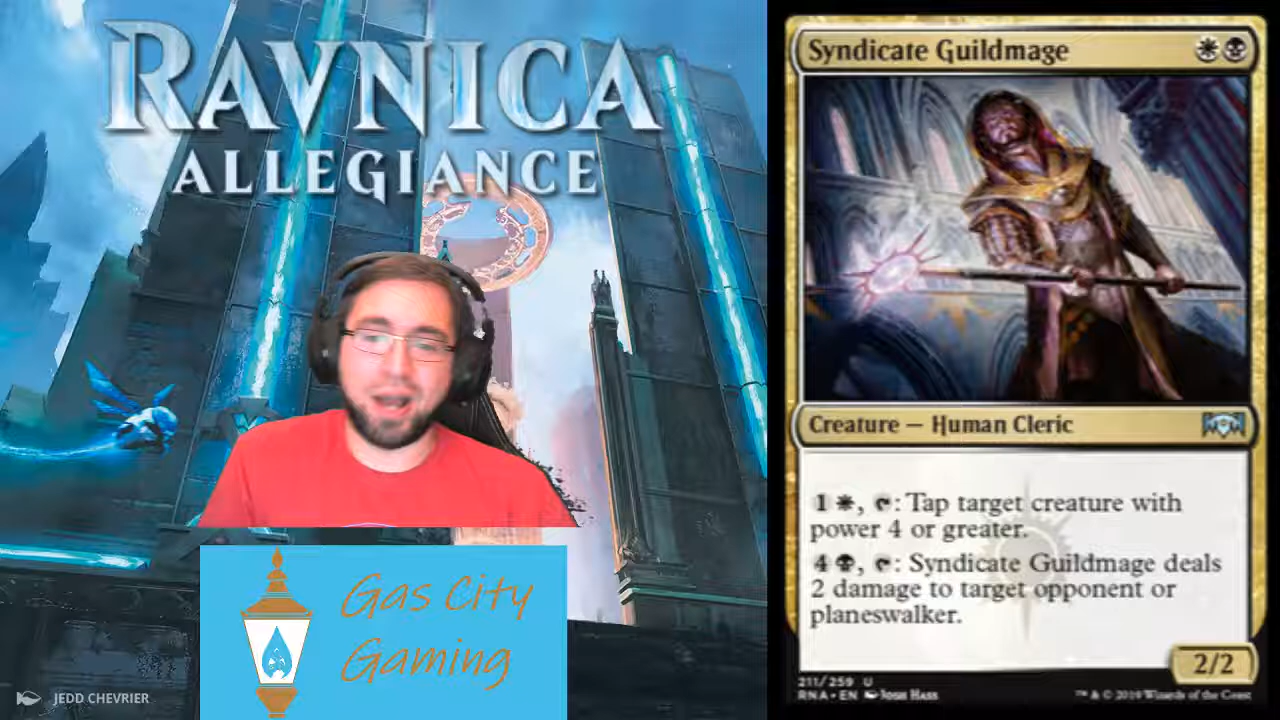 RAVNICA
ALLEGIANCE
Gas City
Gaming
JEDD CHEVRIER
Syndicate Guildmage
Creature — Human Cleric
1 , : Tap target creature with
power 4 or greater.
4 , : Syndicate Guildmage deals
2 damage to target opponent or
planeswalker.
2/2
211/259 U
RNA • EN Josh Hass
™ & © 2019 Wizards of the Coast